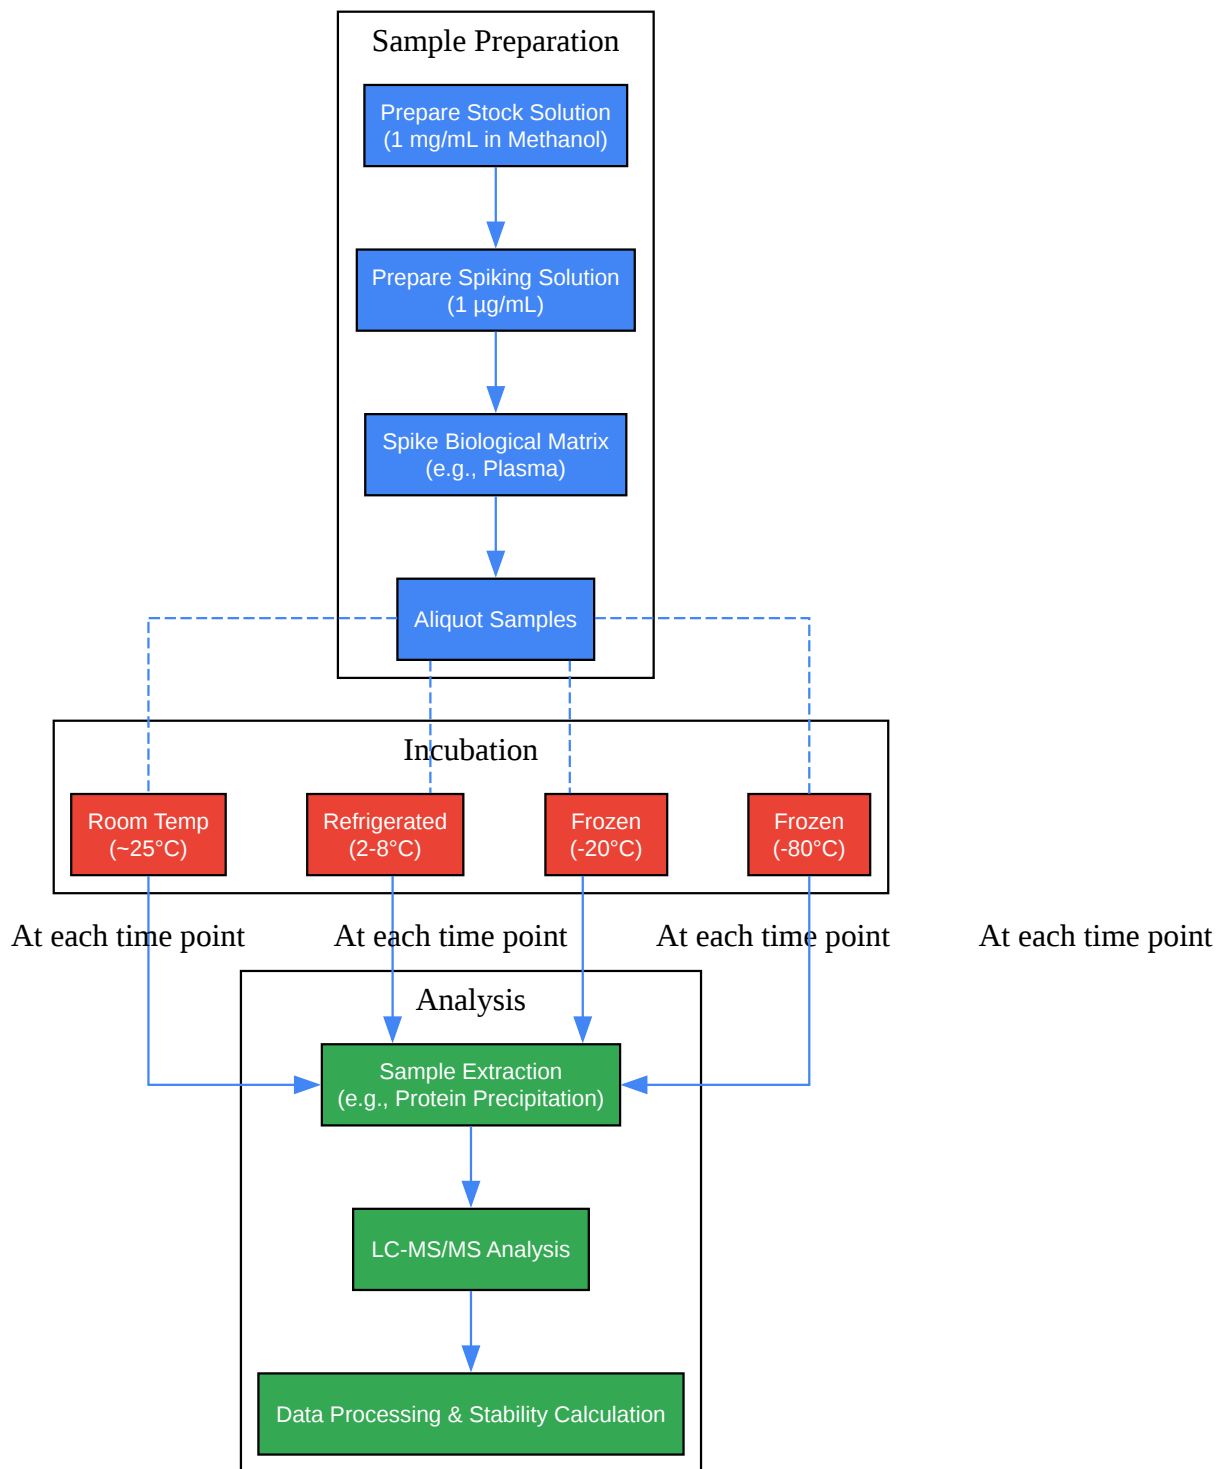 Sample Preparation
Prepare Stock Solution
(1 mg/mL in Methanol)
Prepare Spiking Solution
(1 µg/mL)
Spike Biological Matrix
(e.g., Plasma)
Aliquot Samples
Incubation
Room Temp
(~25°C)
Refrigerated
(2-8°C)
Frozen
(-20°C)
Frozen
(-80°C)
At each time point
At each time point
At each time point
At each time point
Analysis
Sample Extraction
(e.g., Protein Precipitation)
LC-MS/MS Analysis
Data Processing & Stability Calculation